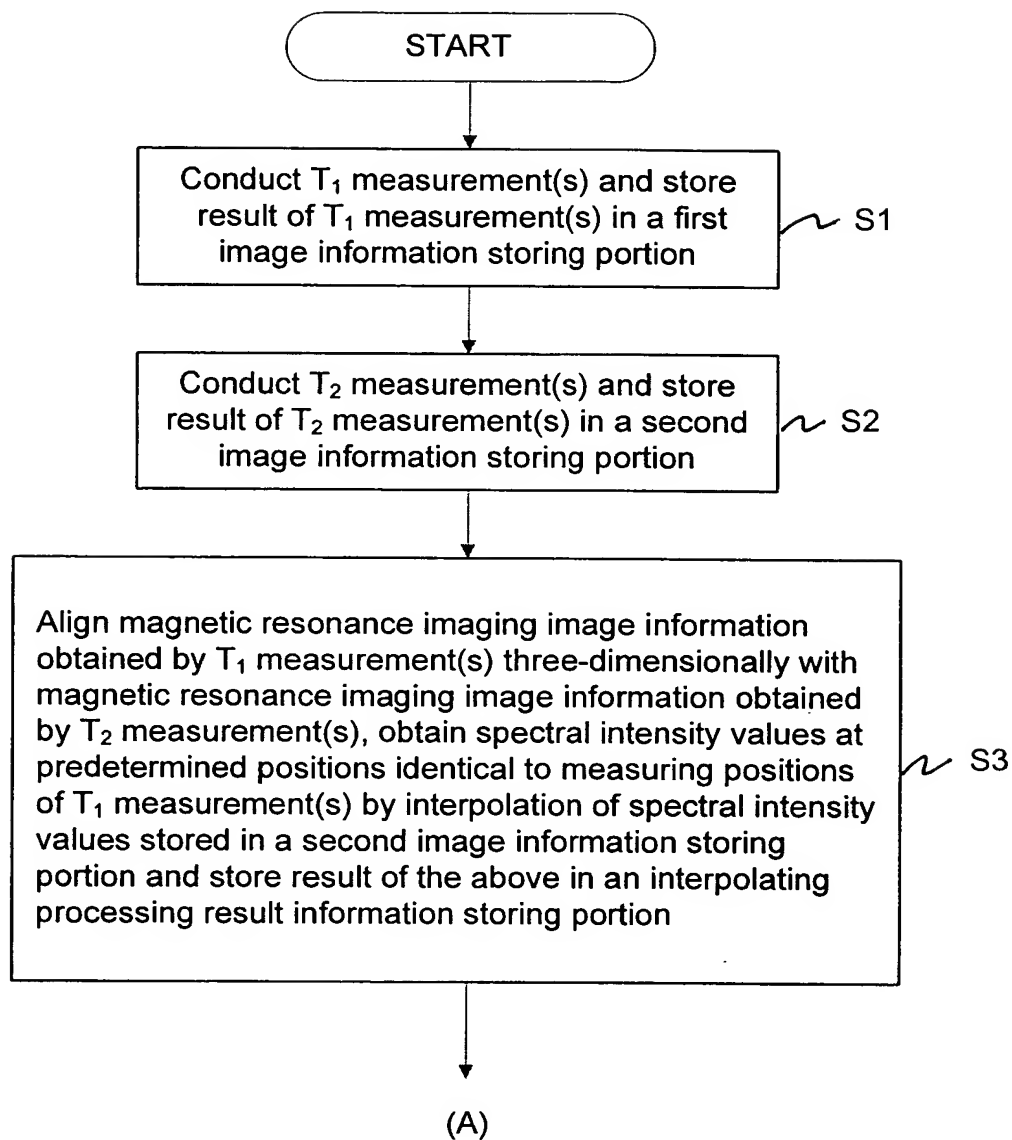 START
Conduct T₁ measurement(s) and store
result of T₁ measurement(s) in a first
image information storing portion
S1
Conduct T₂ measurement(s) and store
result of T₂ measurement(s) in a second
image information storing portion
S2
Align magnetic resonance imaging image information
obtained by T₁ measurement(s) three-dimensionally with
magnetic resonance imaging image information obtained
by T₂ measurement(s), obtain spectral intensity values at
predetermined positions identical to measuring positions
of T₁ measurement(s) by interpolation of spectral intensity
values stored in a second image information storing
portion and store result of the above in an interpolating
processing result information storing portion
S3
(A)